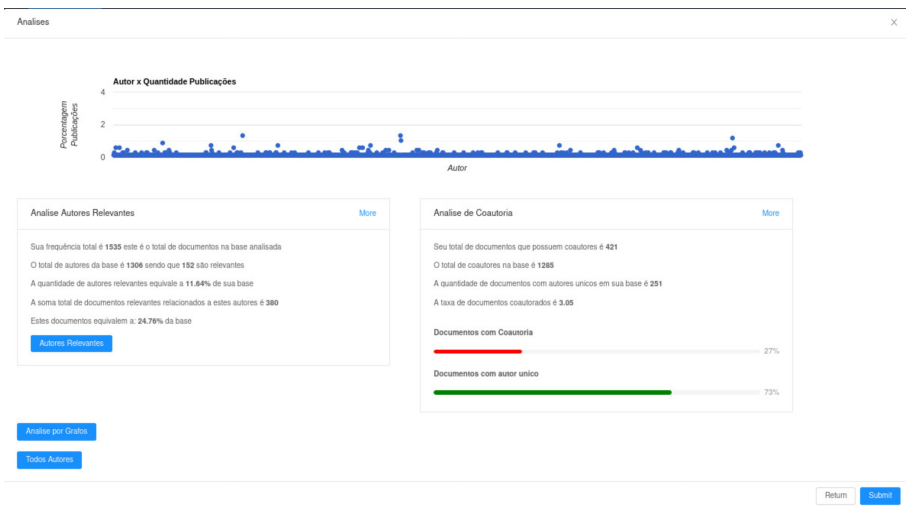 Analises
Autor x Quantidade Publicações
Porcentagem
Publicações
4
2
0
Autor
Analise Autores Relevantes
More
Sua frequência total é 1535 este é o total de documentos na base analisada
O total de autores da base é 1306 sendo que 152 são relevantes
A quantidade de autores relevantes equivale a 11.64% de sua base
A soma total de documentos relevantes relacionados a estes autores é 380
Estes documentos equivalem a: 24.76% da base
Autores Relevantes
Analise de Coautoria
More
Seu total de documentos que possuem coautores é 421
O total de coautores na base é 1285
A quantidade de documentos com autores unicos em sua base é 251
A taxa de documentos coautorados é 3.05
Documentos com Coautoria
27%
Documentos com autor unico
73%
Analise por Grafos
Todos Autores
Return
Submit